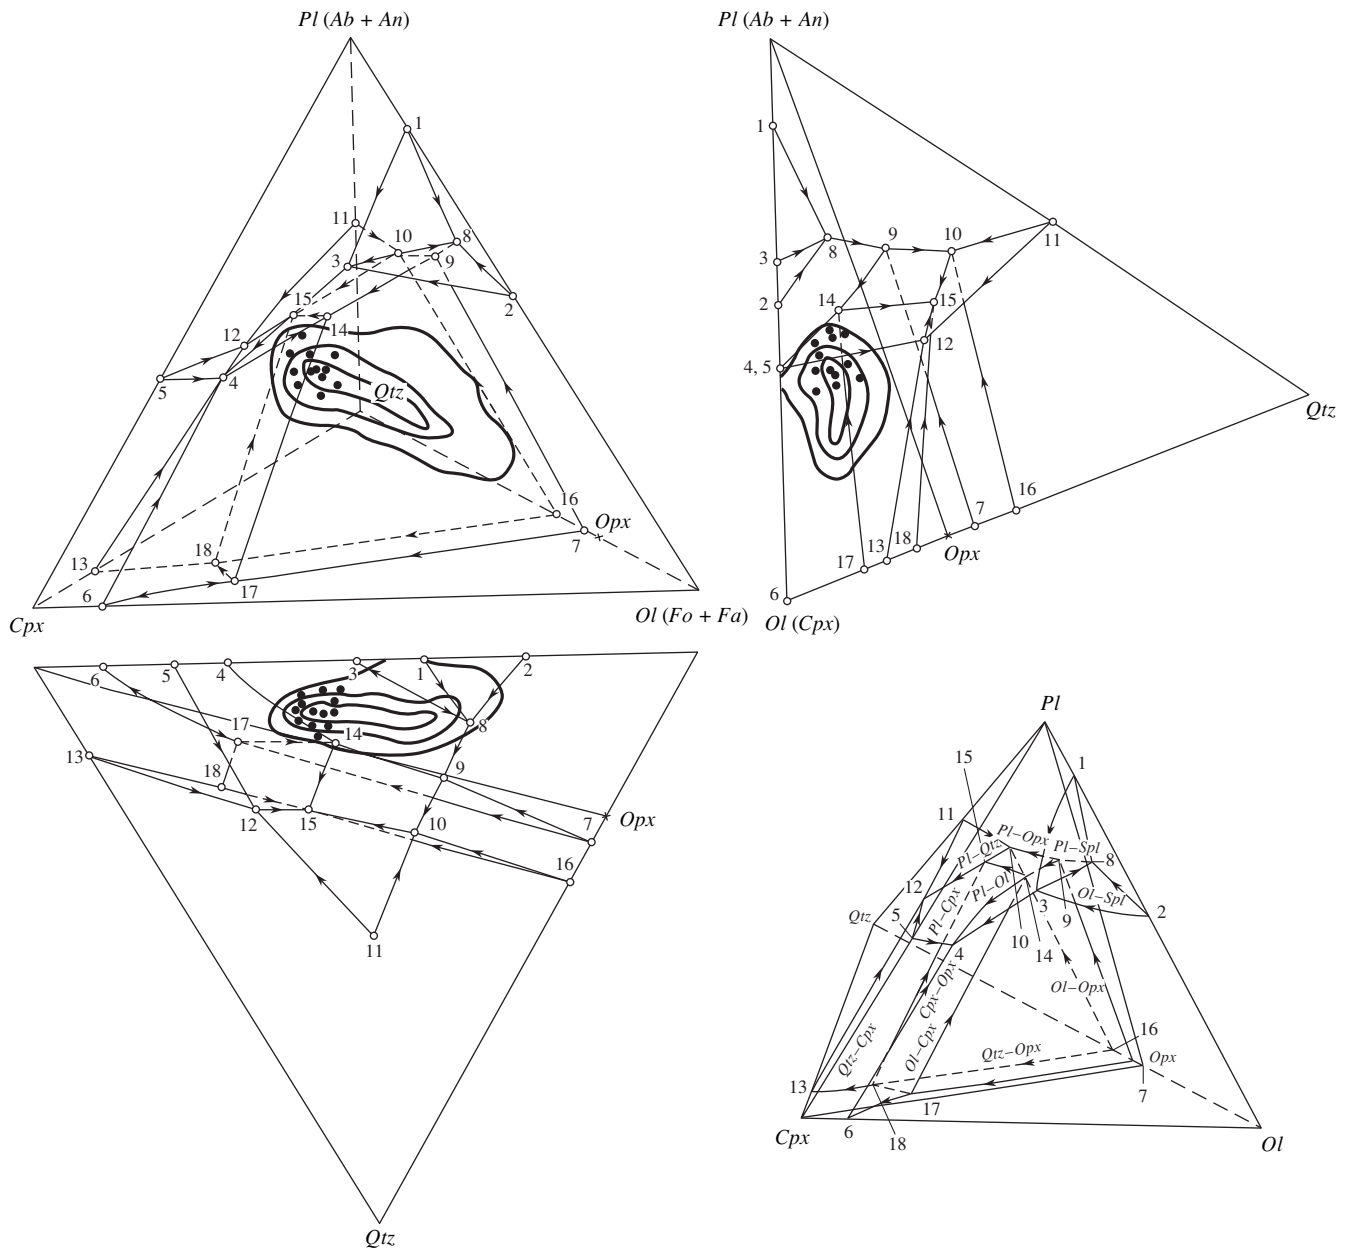 Pl (Ab + An)
1
11
10
8
3
9
2
15
14
12
5
4
Qtz
16
Opx
7
13
18
17
6
Cpx
Ol (Fo + Fa)
Pl (Ab + An)
1
9
10
11
8
3
2
14
15
12
4, 5
Qtz
16
7
18
13
17
Opx
6
Ol (Cpx)
6
5
4
3
1
2
17
14
8
13
18
9
12
15
10
7
Opx
16
11
Qtz
Pl
15
1
11
Pl–Opx
Pl–Qtz
Pl–Spl
8
12
Pl–Ol
Ol–Spl
Pl–Cpx
Qtz
5
3
9
2
4
10
14
Cpx–Opx
Ol–Opx
16
Qtz–Cpx
Ol–Cpx
Qtz–Opx
Opx
13
7
17
Cpx
6
18
Ol